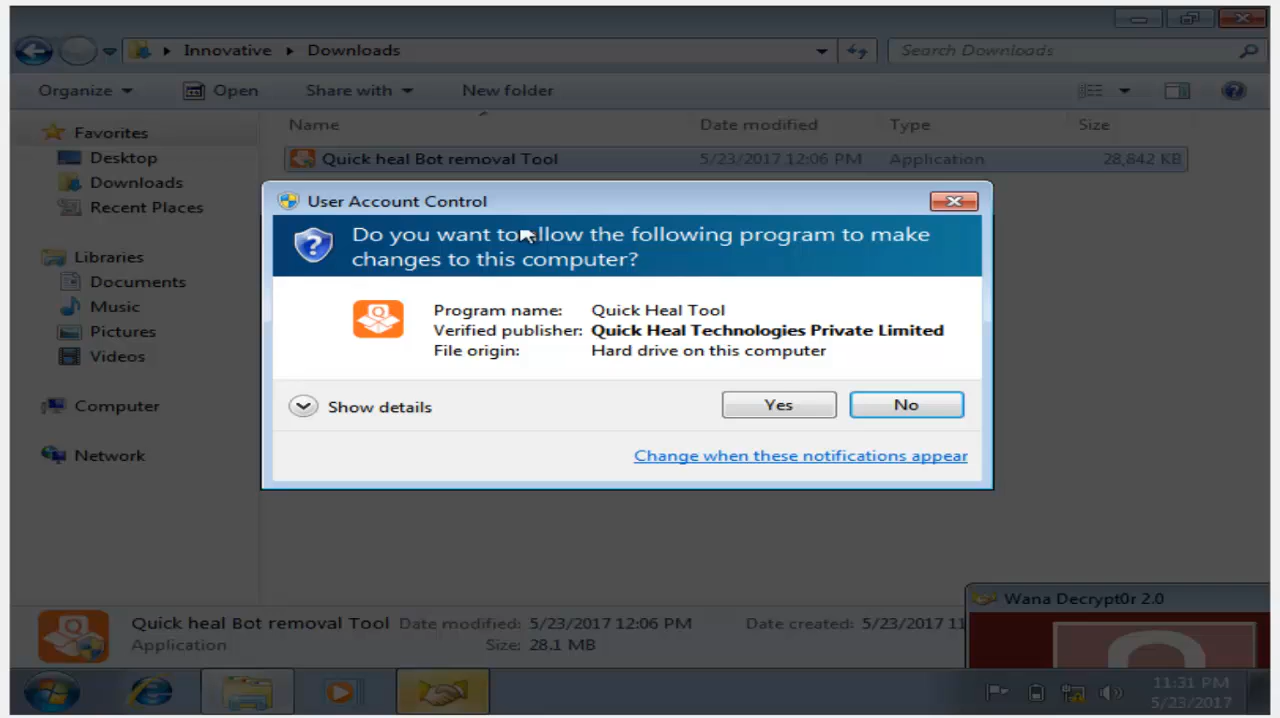 Innovative Downloads
Search Downloads
Organize Open Share with New folder
Name Date modified Type Size
Quick heal Bot removal Tool 5/23/2017 12:06 PM Application 28,842 KB
Favorites
Desktop
Downloads
Recent Places
Libraries
Documents
Music
Pictures
Videos
Computer
Network
User Account Control
Do you want to allow the following program to make
changes to this computer?
Program name: Quick Heal Tool
Verified publisher: Quick Heal Technologies Private Limited
File origin: Hard drive on this computer
Show details
Yes
No
Change when these notifications appear
Quick heal Bot removal Tool Date modified: 5/23/2017 12:06 PM Date created: 5/23/2017 11
Application Size: 28.1 MB
Wana Decrypt0r 2.0
11:31 PM
5/23/2017